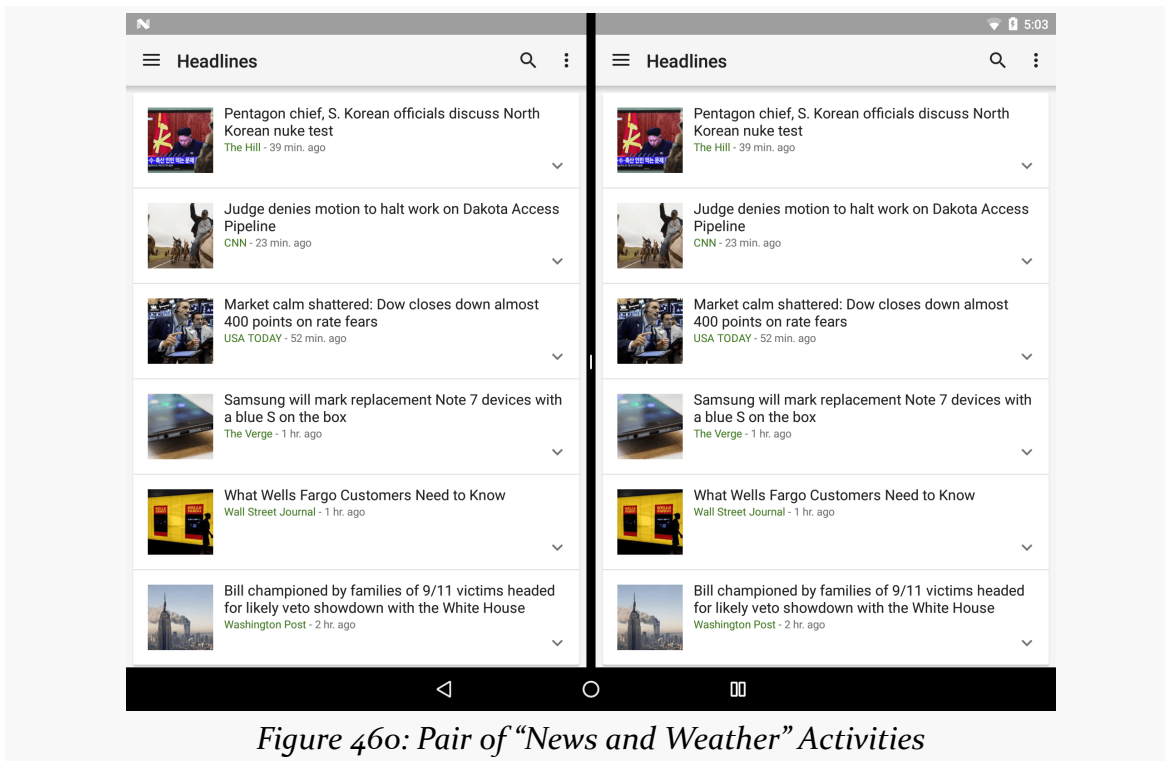 5:03
Headlines
Pentagon chief, S. Korean officials discuss North
Korean nuke test
The Hill - 39 min. ago
Judge denies motion to halt work on Dakota Access
Pipeline
CNN - 23 min. ago
Market calm shattered: Dow closes down almost
400 points on rate fears
USA TODAY - 52 min. ago
Samsung will mark replacement Note 7 devices with
a blue S on the box
The Verge - 1 hr. ago
What Wells Fargo Customers Need to Know
Wall Street Journal - 1 hr. ago
Bill championed by families of 9/11 victims headed
for likely veto showdown with the White House
Washington Post - 2 hr. ago
Headlines
Pentagon chief, S. Korean officials discuss North
Korean nuke test
The Hill - 39 min. ago
Judge denies motion to halt work on Dakota Access
Pipeline
CNN - 23 min. ago
Market calm shattered: Dow closes down almost
400 points on rate fears
USA TODAY - 52 min. ago
Samsung will mark replacement Note 7 devices with
a blue S on the box
The Verge - 1 hr. ago
What Wells Fargo Customers Need to Know
Wall Street Journal - 1 hr. ago
Bill championed by families of 9/11 victims headed
for likely veto showdown with the White House
Washington Post - 2 hr. ago
Figure 460: Pair of “News and Weather” Activities